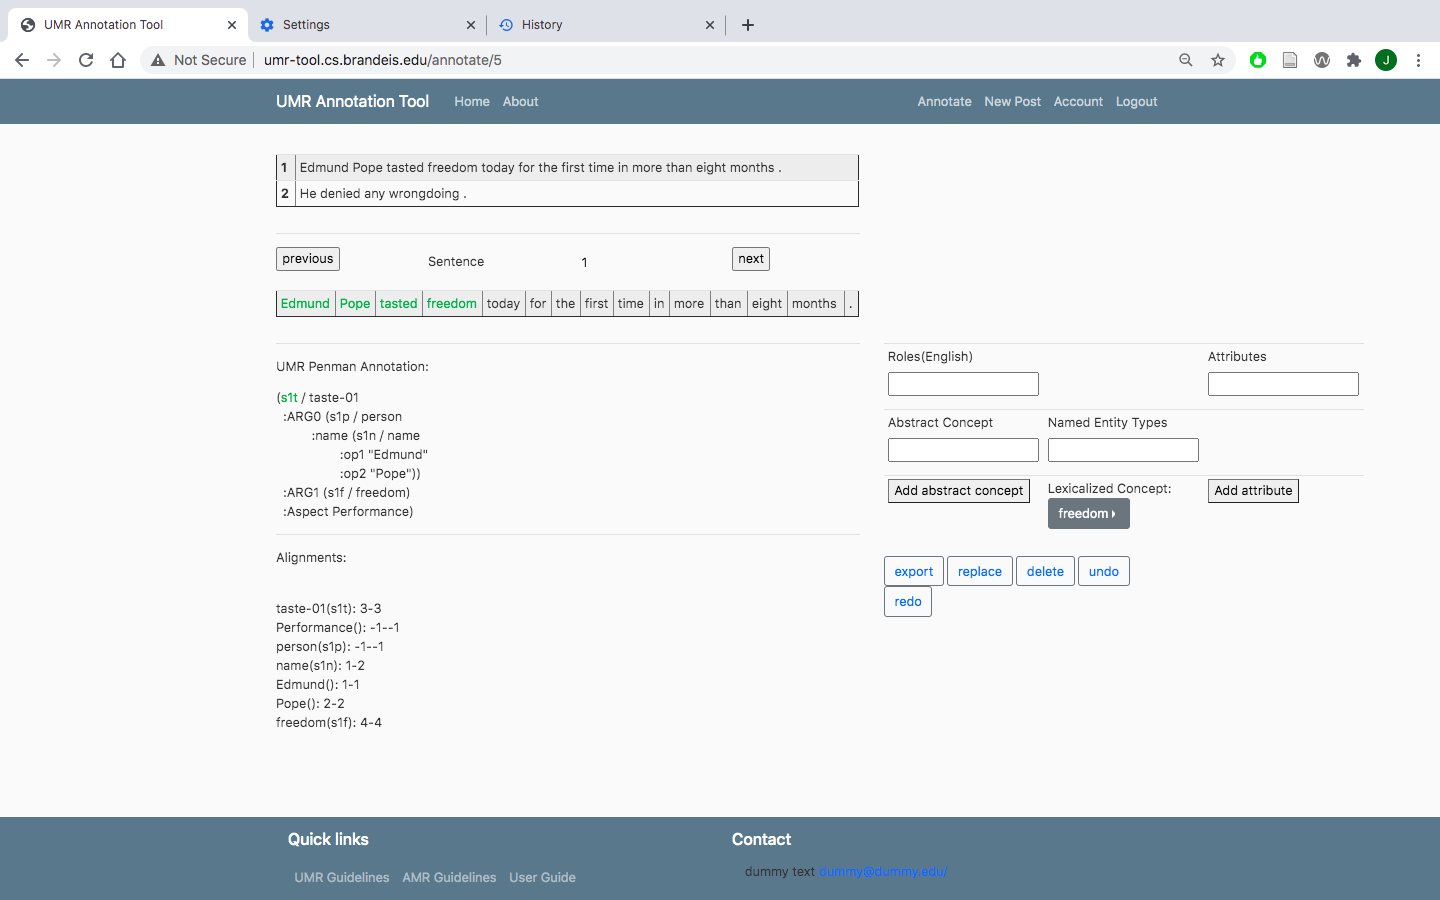 UMR Annotation Tool
Settings
History
Not Secure
umr-tool.cs.brandeis.edu/annotate/5
J
UMR Annotation Tool Home About Annotate New Post Account Logout
1 Edmund Pope tasted freedom today for the first time in more than eight months .
2 He denied any wrongdoing .
previous Sentence 1 next
Edmund Pope tasted freedom today for the first time in more than eight months .
UMR Penman Annotation:
(s1t / taste-01
:ARG0 (s1p / person
:name (s1n / name
:op1 "Edmund"
:op2 "Pope"))
:ARG1 (s1f / freedom)
:Aspect Performance)
Alignments:
taste-01(s1t): 3-3
Performance(): -1--1
person(s1p): -1--1
name(s1n): 1-2
Edmund(): 1-1
Pope(): 2-2
freedom(s1f): 4-4
Roles(English) Attributes
Abstract Concept Named Entity Types
Add abstract concept Lexicalized Concept: Add attribute
freedom
export replace delete undo
redo
Quick links
UMR Guidelines AMR Guidelines User Guide
Contact
dummy text dummy@dummy.edu/